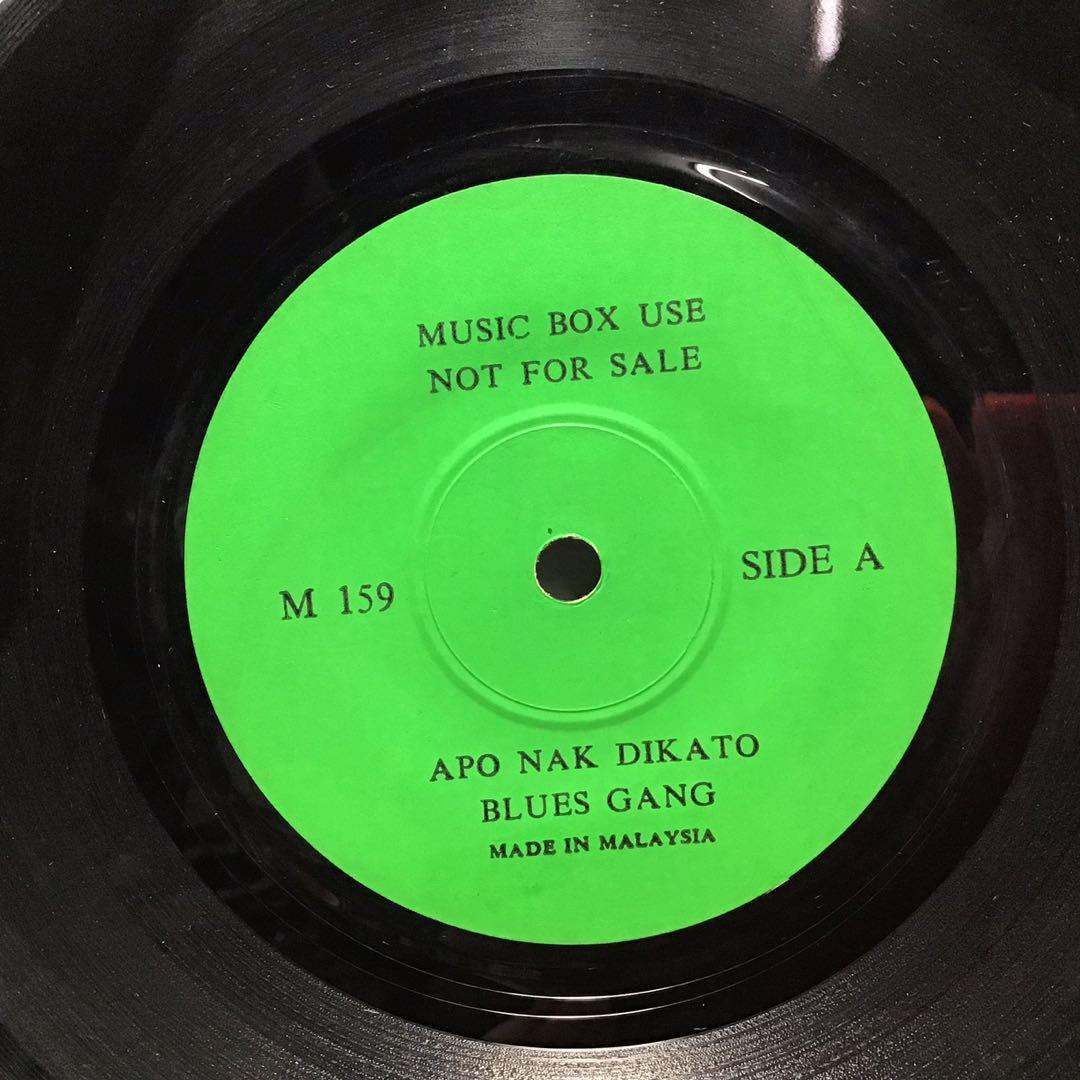 MUSIC BOX USE
NOT FOR SALE
M 159
SIDE A
APO NAK DIKATO
BLUES GANG
MADE IN MALAYSIA